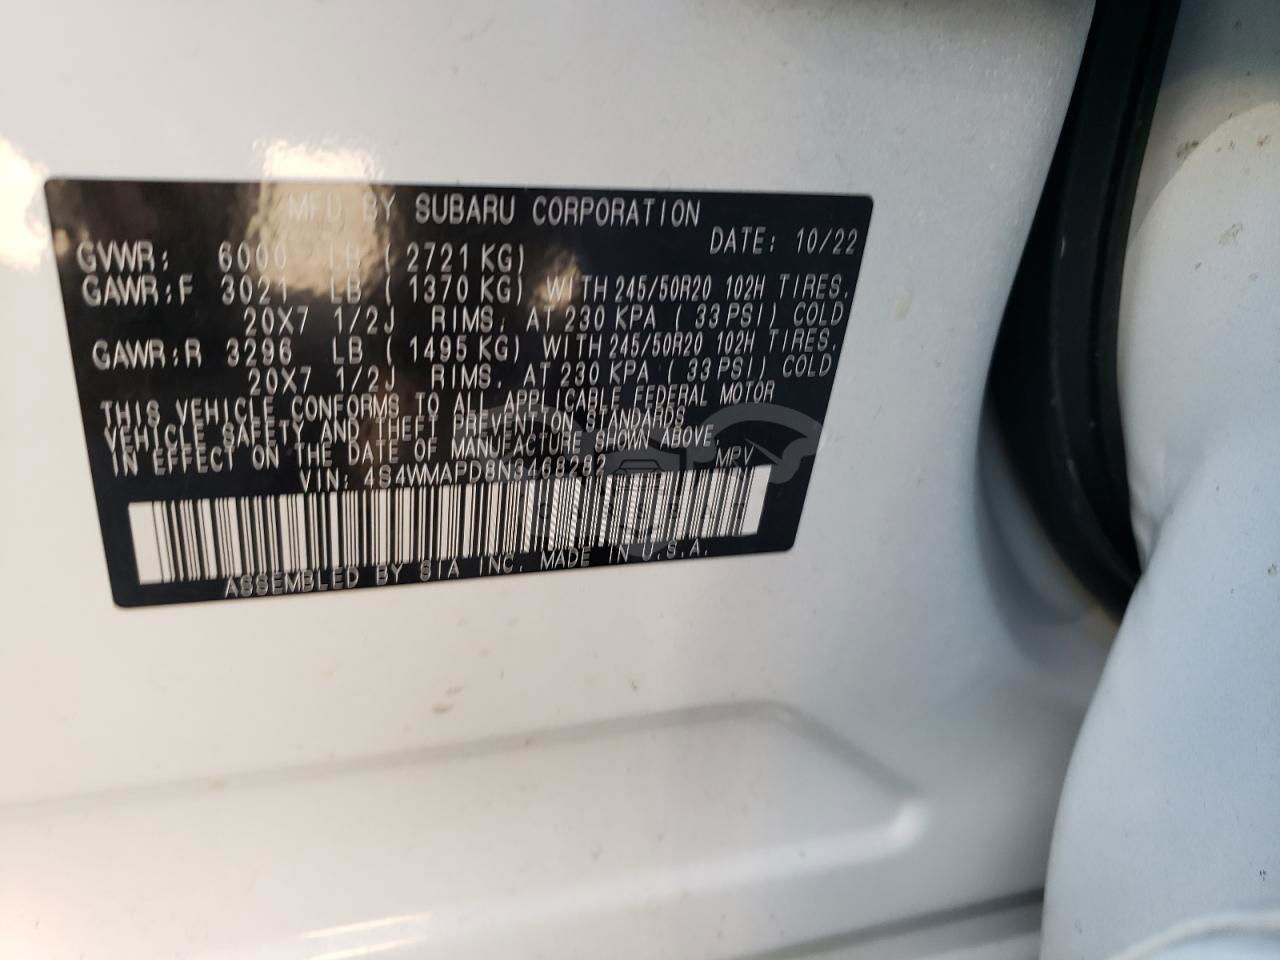 MFD BY SUBARU CORPORATION
DATE: 10/22
GVWR: 6000 LB ( 2721 KG)
GAWR:F 3021 LB ( 1370 KG) WITH 245/50R20 102H TIRES,
20X7 1/2J RIMS, AT 230 KPA ( 33 PSI) COLD
GAWR:R 3296 LB ( 1495 KG) WITH 245/50R20 102H TIRES,
20X7 1/2J RIMS, AT 230 KPA ( 33 PSI) COLD
THIS VEHICLE CONFORMS TO ALL APPLICABLE FEDERAL MOTOR
VEHICLE SAFETY AND THEFT PREVENTION STANDARDS
IN EFFECT ON THE DATE OF MANUFACTURE SHOWN ABOVE.
VIN: 4S4WMAPD8N3468282 MRV
ASSEMBLED BY SIA INC. MADE IN U.S.A.